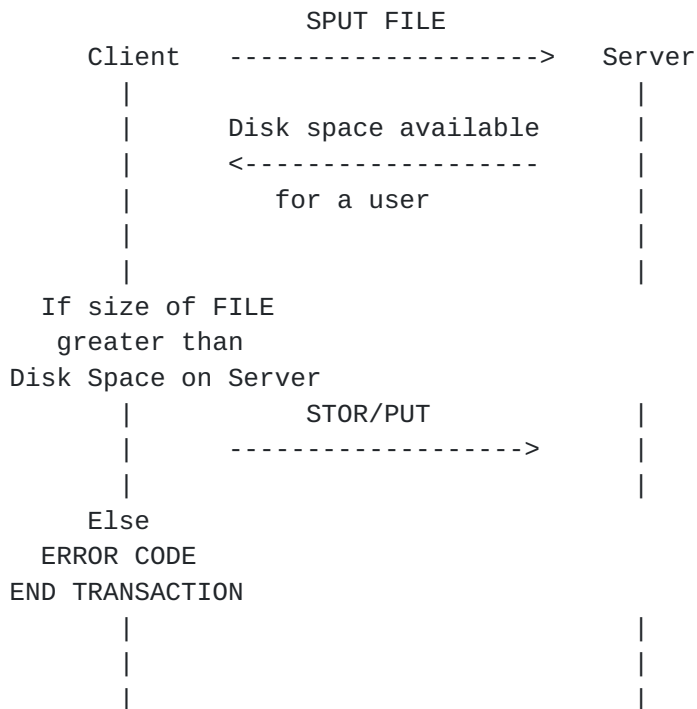 SPUT FILE
Client --------------------> Server
| |
| Disk space available |
| <------------------- |
| for a user |
| |
| |
If size of FILE
greater than
Disk Space on Server
| STOR/PUT |
| -------------------> |
| |
Else
ERROR CODE
END TRANSACTION
| |
| |
| |